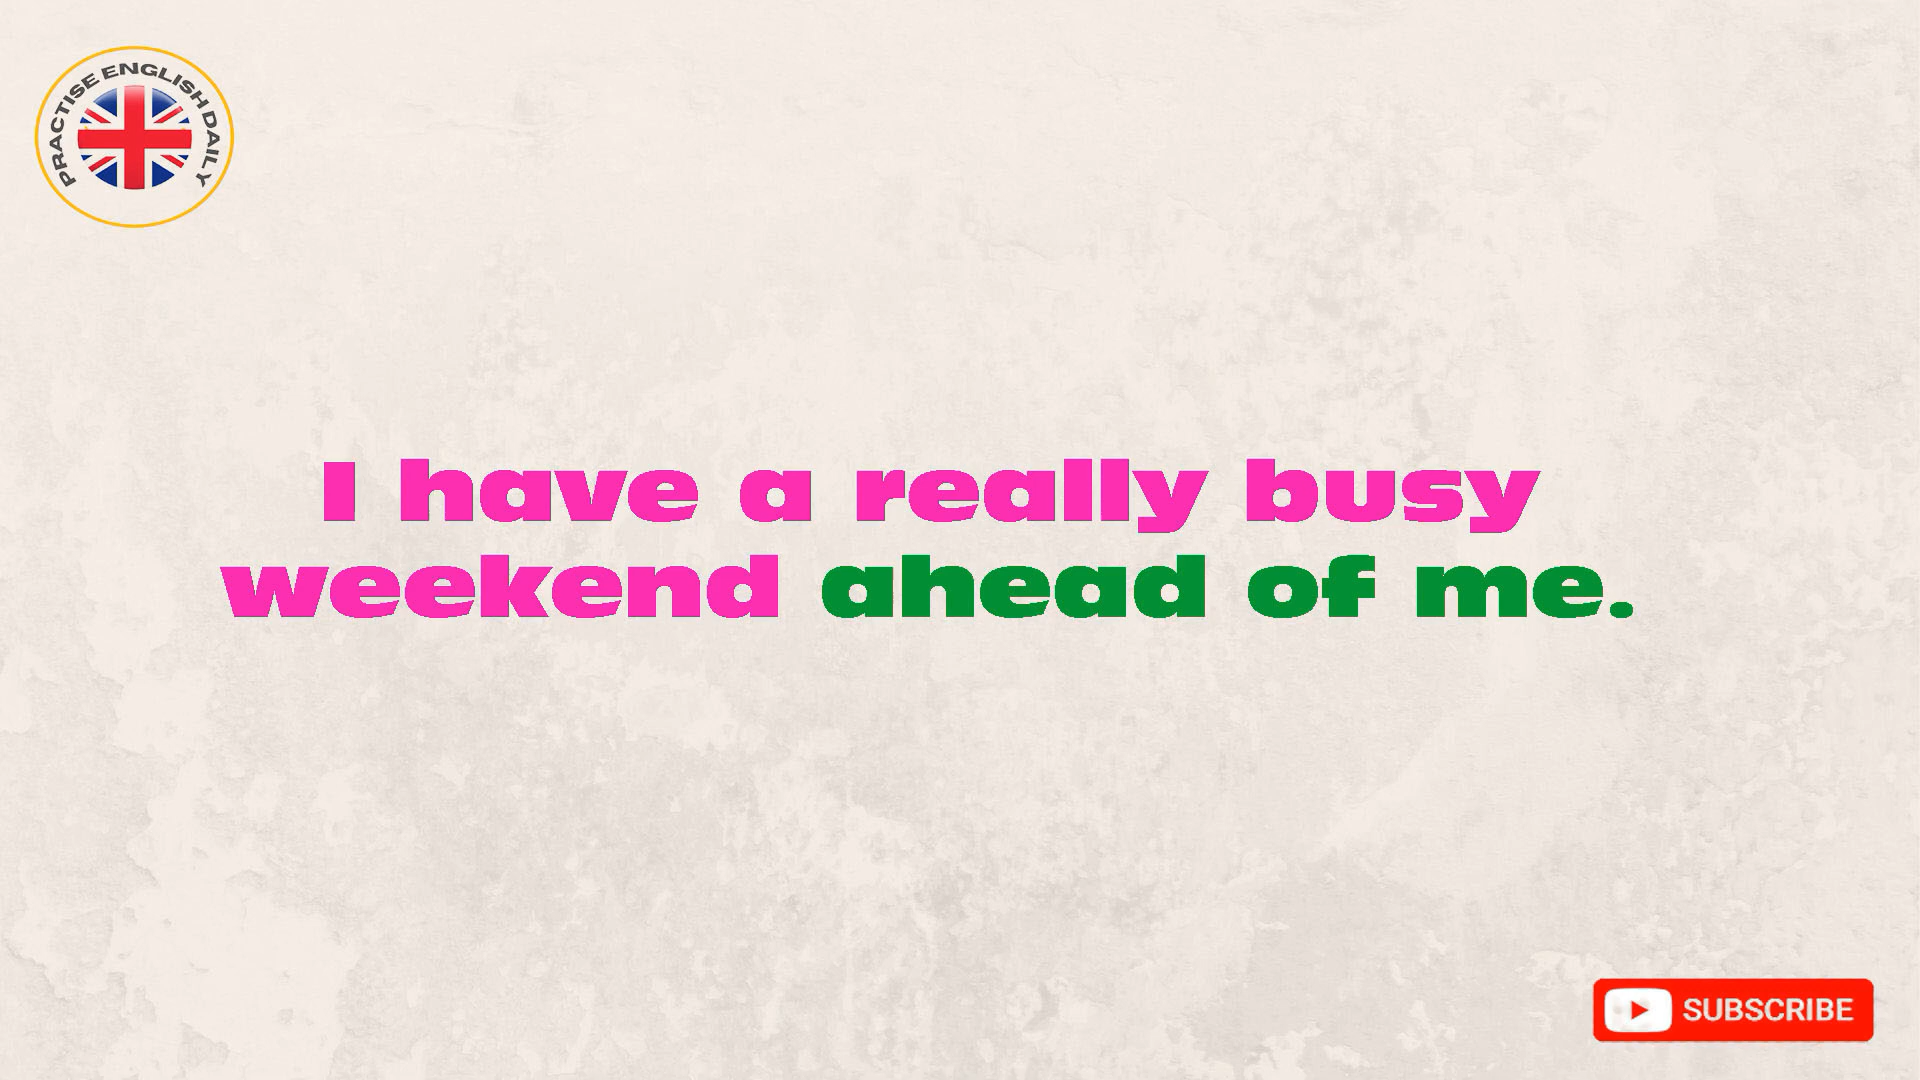 PRACTISE ENGLISH DAILY
I have a really busy
weekend ahead of me.
SUBSCRIBE